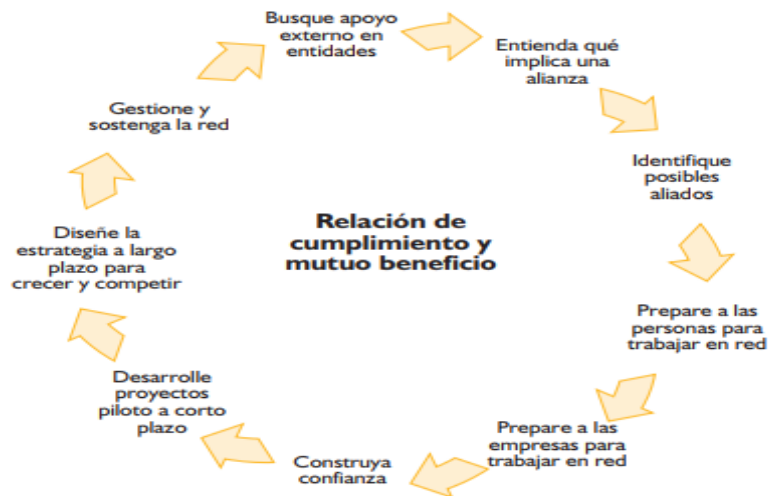 Busque apoyo
externo en
entidades
Entienda qué
implica una
alianza
Identifique
posibles
aliados
Prepare a las
personas para
trabajar en red
Prepare a las
empresas para
trabajar en red
Construya
confianza
Desarrolle
proyectos
piloto a corto
plazo
Diseñe la
estrategia a largo
plazo para
crecer y competir
Gestione y
sostenga la red
Relación de
cumplimiento y
mutuo beneficio